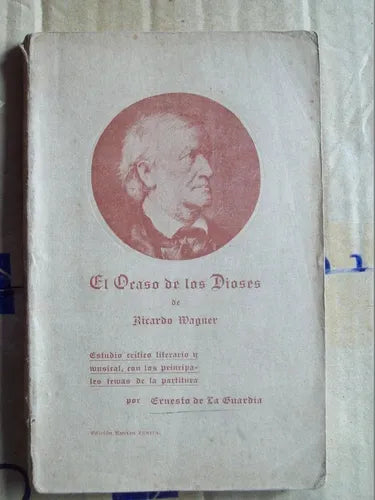 El Ocaso de los Dioses
de
Ricardo Wagner
Estudio crítico literario y
musical, con los principa-
les temas de la partitura
por Ernesto de La Guardia
Edición